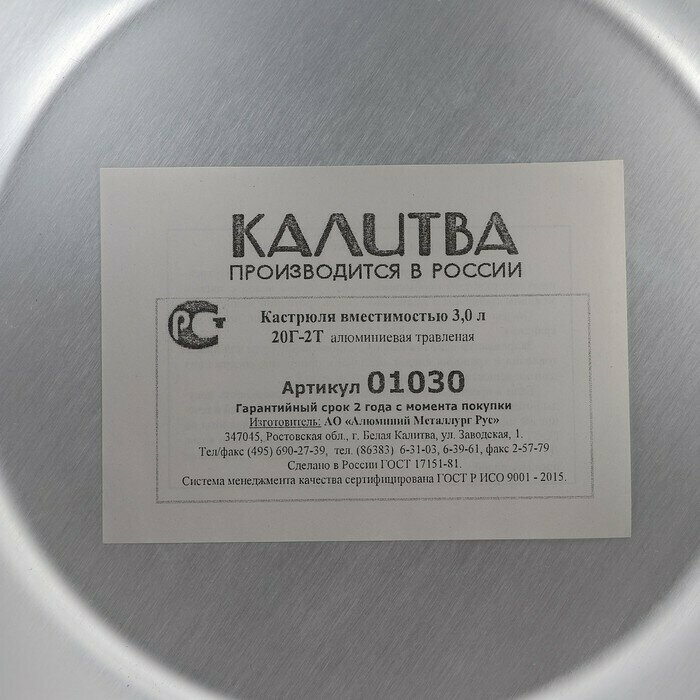 КАЛИТВА
ПРОИЗВОДИТСЯ В РОССИИ
РСТ
Кастрюля вместимостью 3,0 л
20Г-2Т алюминиевая травленая
Артикул 01030
Гарантийный срок 2 года с момента покупки
Изготовитель: АО «Алюминий Металлург Рус»
347045, Ростовская обл., г. Белая Калитва, ул. Заводская, 1.
Тел/факс (495) 690-27-39, тел. (86383) 6-31-03, 6-39-61, факс 2-57-79
Сделано в России ГОСТ 17151-81.
Система менеджмента качества сертифицирована ГОСТ Р ИСО 9001 - 2015.